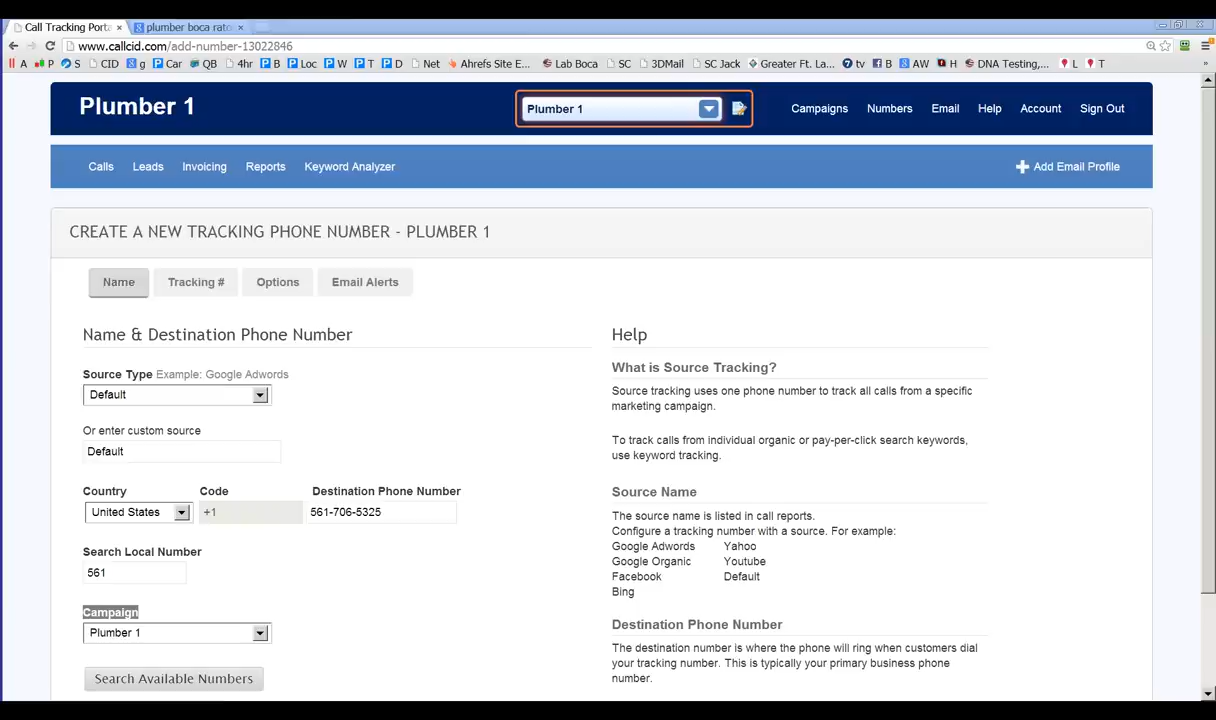 Call Tracking Porta × plumber boca rato ×
www.callcid.com/add-number-13022846
A P S CID g Car QB 4hr B Loc W T D Net Ahrefs Site E... Lab Boca SC 3DMail SC Jack Greater Ft. La... tv B AW H DNA Testing,... L T »
Plumber 1
Plumber 1
Campaigns Numbers Email Help Account Sign Out
Calls Leads Invoicing Reports Keyword Analyzer
Add Email Profile
CREATE A NEW TRACKING PHONE NUMBER - PLUMBER 1
Name Tracking # Options Email Alerts
Name & Destination Phone Number
Source Type Example: Google Adwords
Default
Or enter custom source
Default
Country Code Destination Phone Number
United States +1 561-706-5325
Search Local Number
561
Campaign
Plumber 1
Search Available Numbers
Help
What is Source Tracking?
Source tracking uses one phone number to track all calls from a specific
marketing campaign.
To track calls from individual organic or pay-per-click search keywords,
use keyword tracking.
Source Name
The source name is listed in call reports.
Configure a tracking number with a source. For example:
Google Adwords Yahoo
Google Organic Youtube
Facebook Default
Bing
Destination Phone Number
The destination number is where the phone will ring when customers dial
your tracking number. This is typically your primary business phone
number.